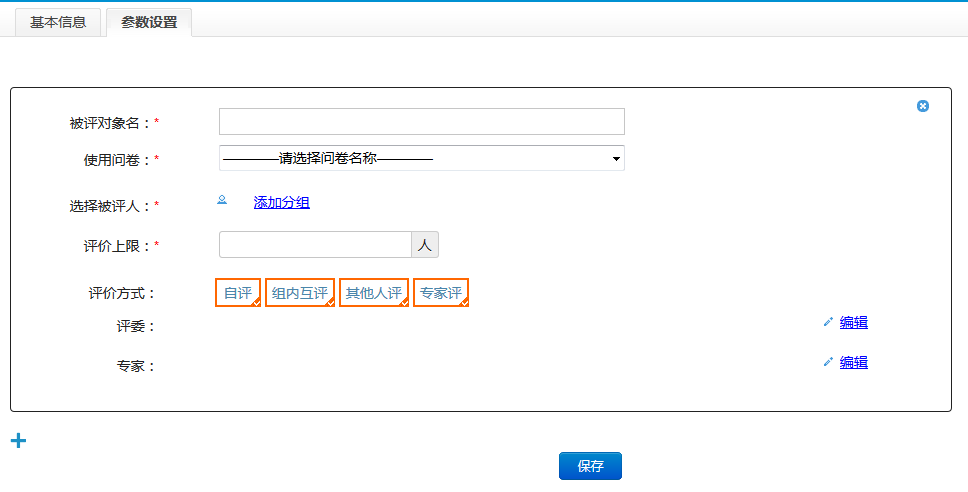 基本信息 参数设置
被评对象名：*
使用问卷：* ————请选择问卷名称————
选择被评人：* 添加分组
评价上限：* 人
评价方式： 自评 组内互评 其他人评 专家评
评委： 编辑
专家： 编辑
保存